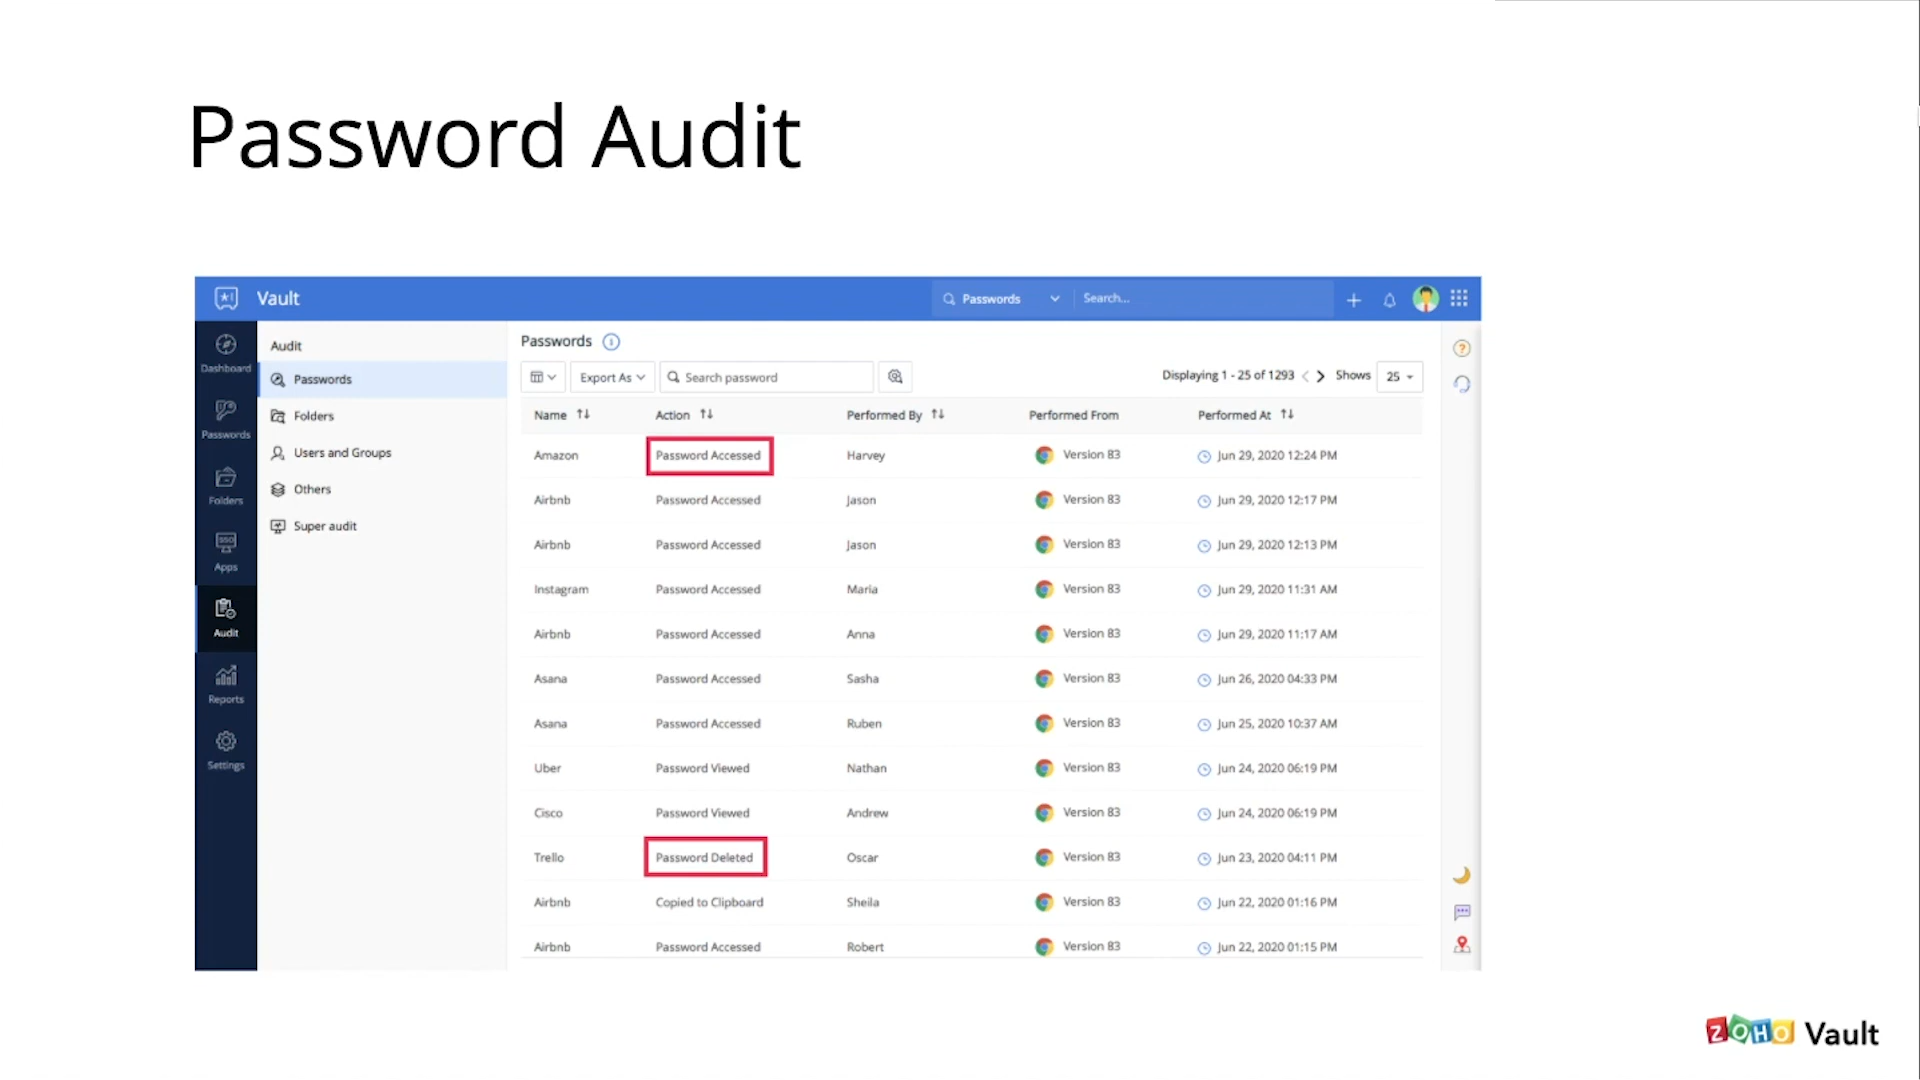 Password Audit
Vault
Passwords
Search...
Dashboard
Passwords
Folders
SSO
Apps
Audit
Reports
Settings
Audit
Passwords
Folders
Users and Groups
Others
Super audit
Passwords
Export As
Search password
Displaying 1 - 25 of 1293
Shows
25
Name Action Performed By Performed From Performed At
Amazon Password Accessed Harvey Version 83 Jun 29, 2020 12:24 PM
Airbnb Password Accessed Jason Version 83 Jun 29, 2020 12:17 PM
Airbnb Password Accessed Jason Version 83 Jun 29, 2020 12:13 PM
Instagram Password Accessed Maria Version 83 Jun 29, 2020 11:31 AM
Airbnb Password Accessed Anna Version 83 Jun 29, 2020 11:17 AM
Asana Password Accessed Sasha Version 83 Jun 26, 2020 04:33 PM
Asana Password Accessed Ruben Version 83 Jun 25, 2020 10:37 AM
Uber Password Viewed Nathan Version 83 Jun 24, 2020 06:19 PM
Cisco Password Viewed Andrew Version 83 Jun 24, 2020 06:19 PM
Trello Password Deleted Oscar Version 83 Jun 23, 2020 04:11 PM
Airbnb Copied to Clipboard Sheila Version 83 Jun 22, 2020 01:16 PM
Airbnb Password Accessed Robert Version 83 Jun 22, 2020 01:15 PM
ZOHO Vault